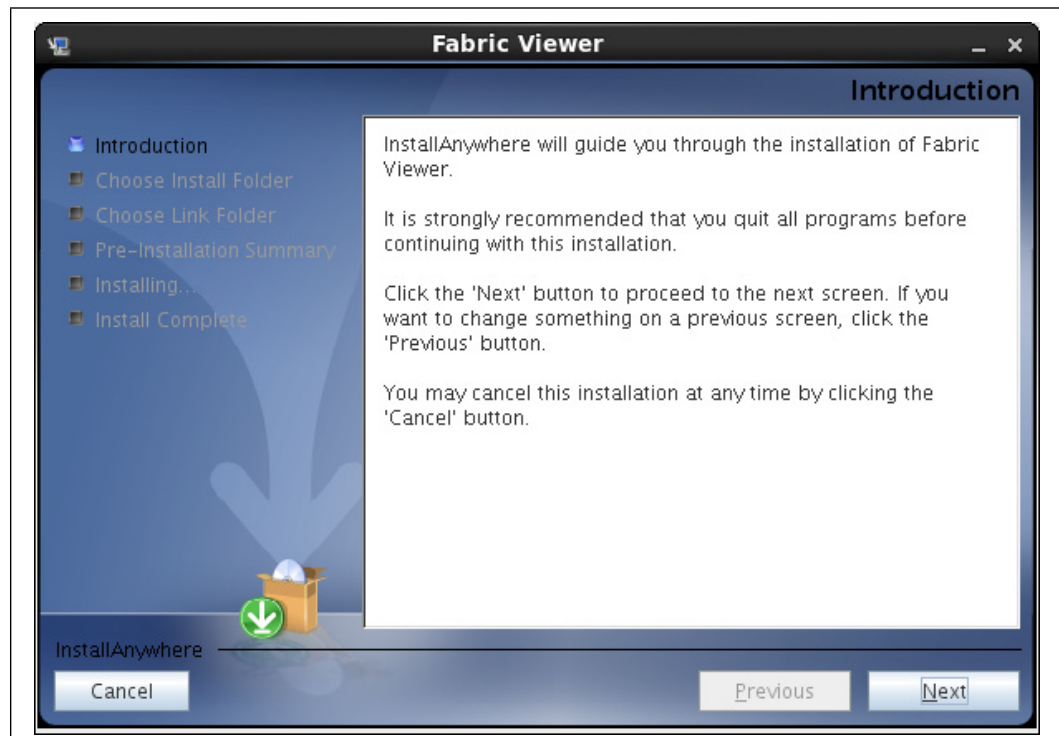 Fabric Viewer
Introduction
Introduction
Choose Install Folder
Choose Link Folder
Pre-Installation Summary
Installing...
Install Complete
InstallAnywhere will guide you through the installation of Fabric
Viewer.
It is strongly recommended that you quit all programs before
continuing with this installation.
Click the 'Next' button to proceed to the next screen. If you
want to change something on a previous screen, click the
'Previous' button.
You may cancel this installation at any time by clicking the
'Cancel' button.
InstallAnywhere
Cancel
Previous
Next